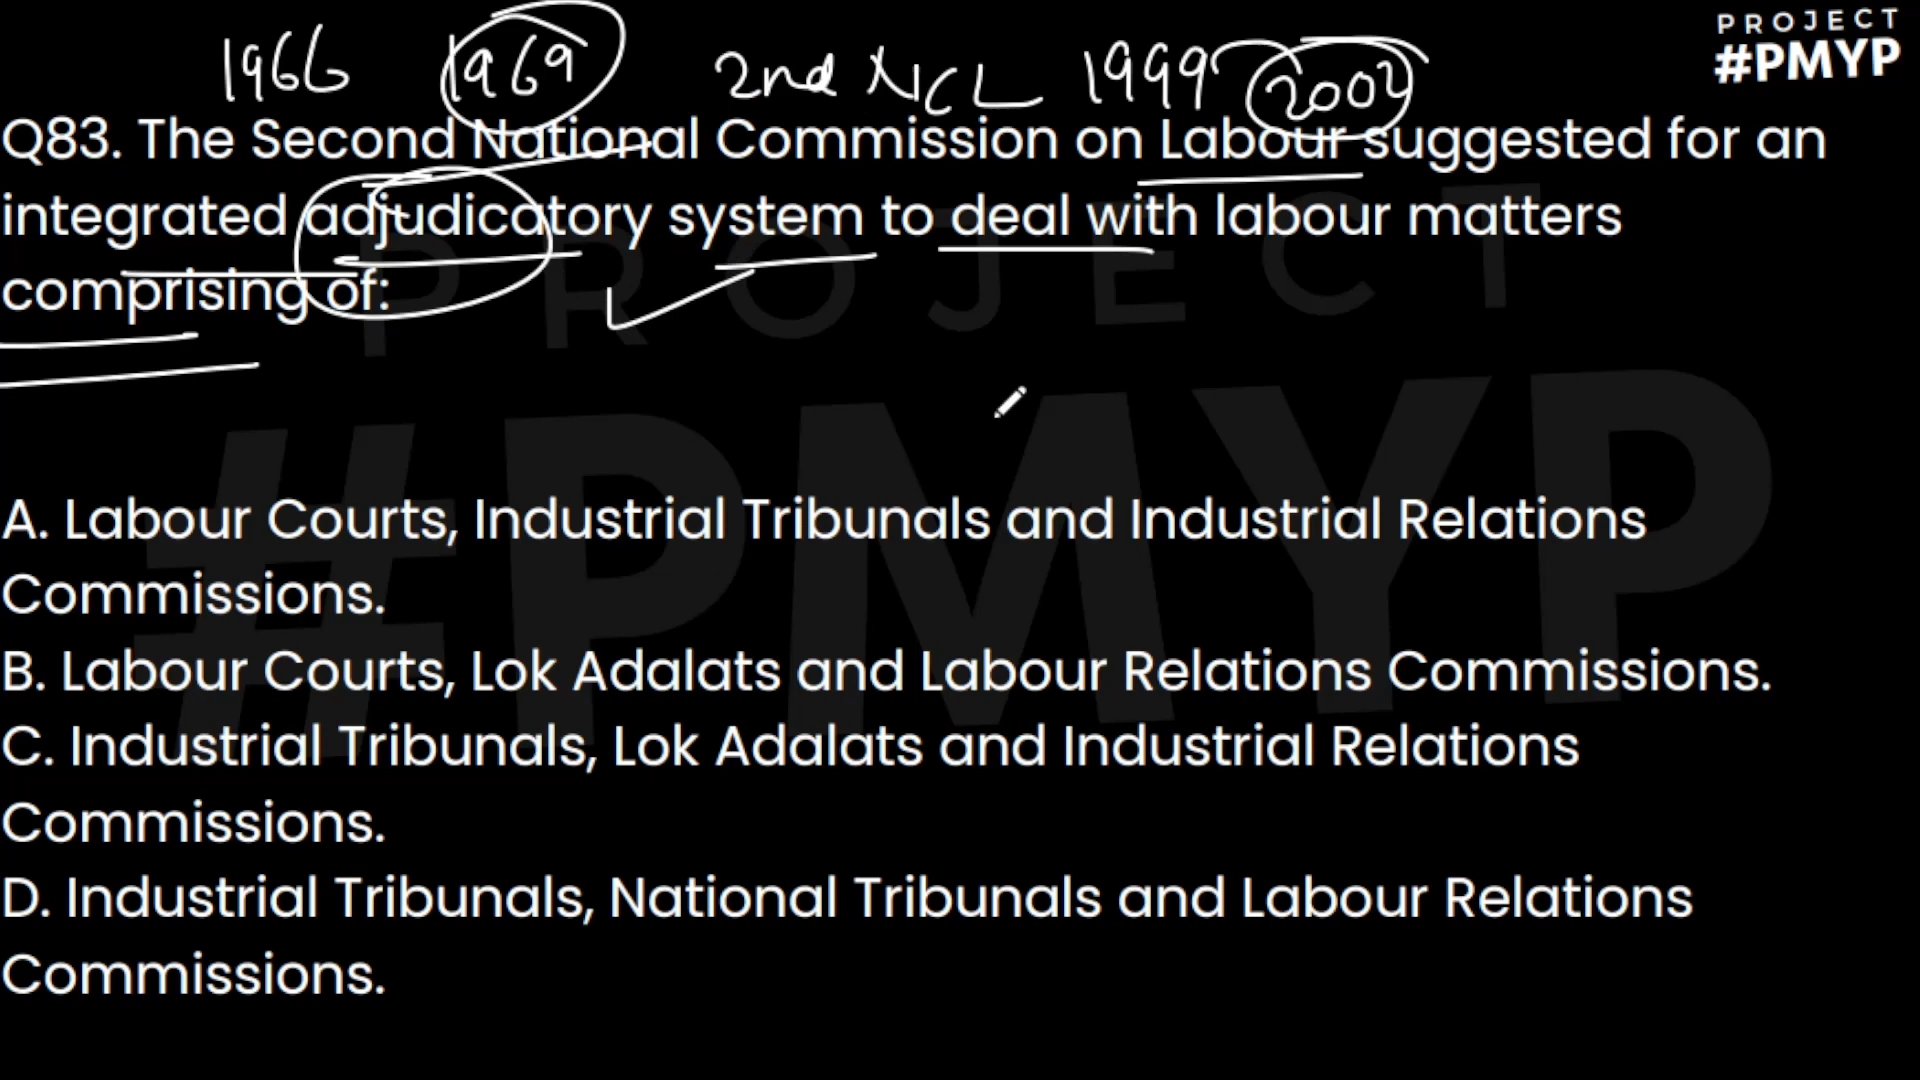 1966 1969 2nd NCL 1999 2002
PROJECT
#PMYP
Q83. The Second National Commission on Labour suggested for an
integrated adjudicatory system to deal with labour matters
comprising of:
PROJECT
#PMYP
A. Labour Courts, Industrial Tribunals and Industrial Relations
Commissions.
B. Labour Courts, Lok Adalats and Labour Relations Commissions.
C. Industrial Tribunals, Lok Adalats and Industrial Relations
Commissions.
D. Industrial Tribunals, National Tribunals and Labour Relations
Commissions.